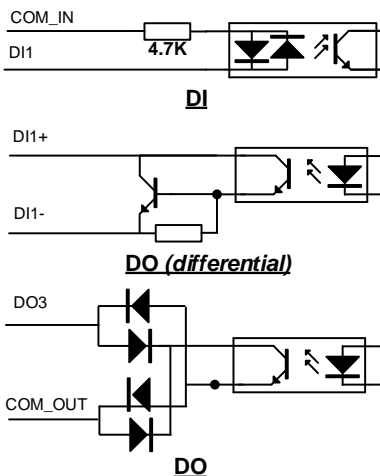 COM_IN
4.7K
DI1
DI
DI1+
DI1-
DO (differential)
DO3
COM_OUT
DO